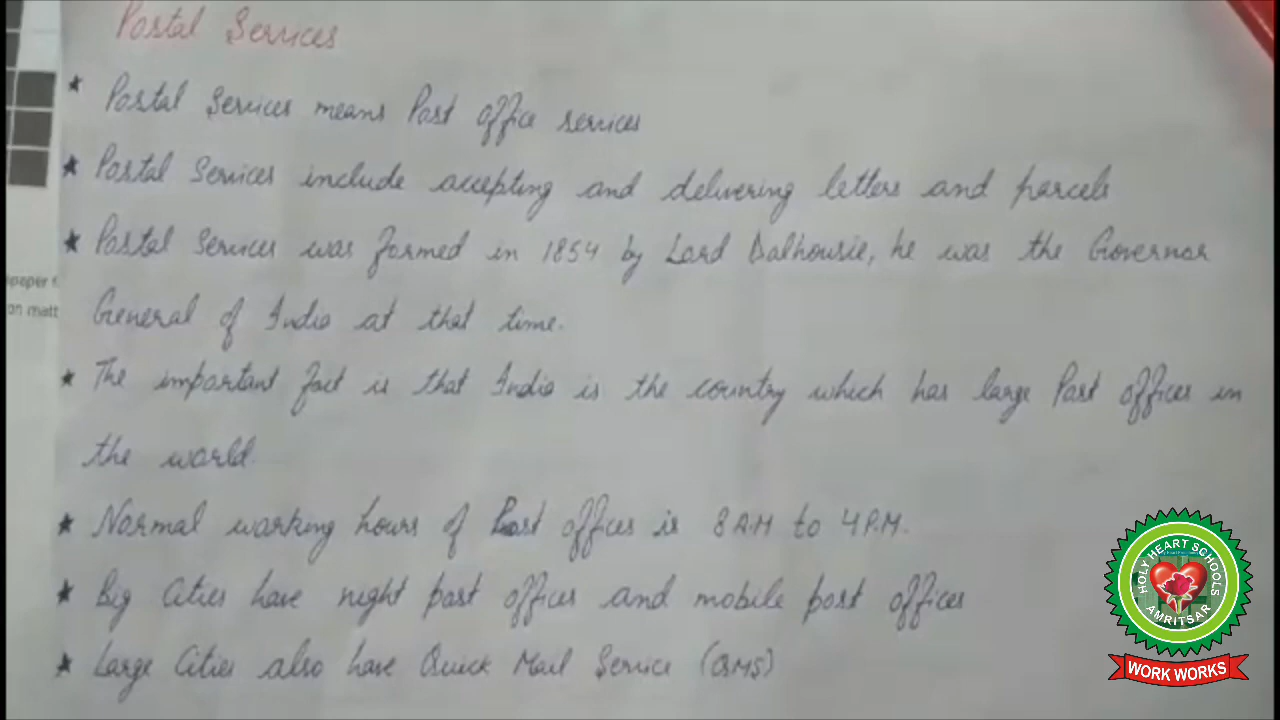 Postal Services
★ Postal Services means Post office services
★ Postal Services include accepting and delivering letters and parcels
★ Postal Services was formed in 1854 by Lord Dalhousie, he was the Governor
General of India at that time.
★ The important fact is that India is the country which has large Post offices in
the world.
★ Normal working hours of Post offices is 8 A.M to 4 P.M.
★ Big Cities have night post offices and mobile post offices
★ Large Cities also have Quick Mail Service (QMS)
paper
on matt
HOLY HEART SCHOOLS
AMRITSAR
WORK WORKS